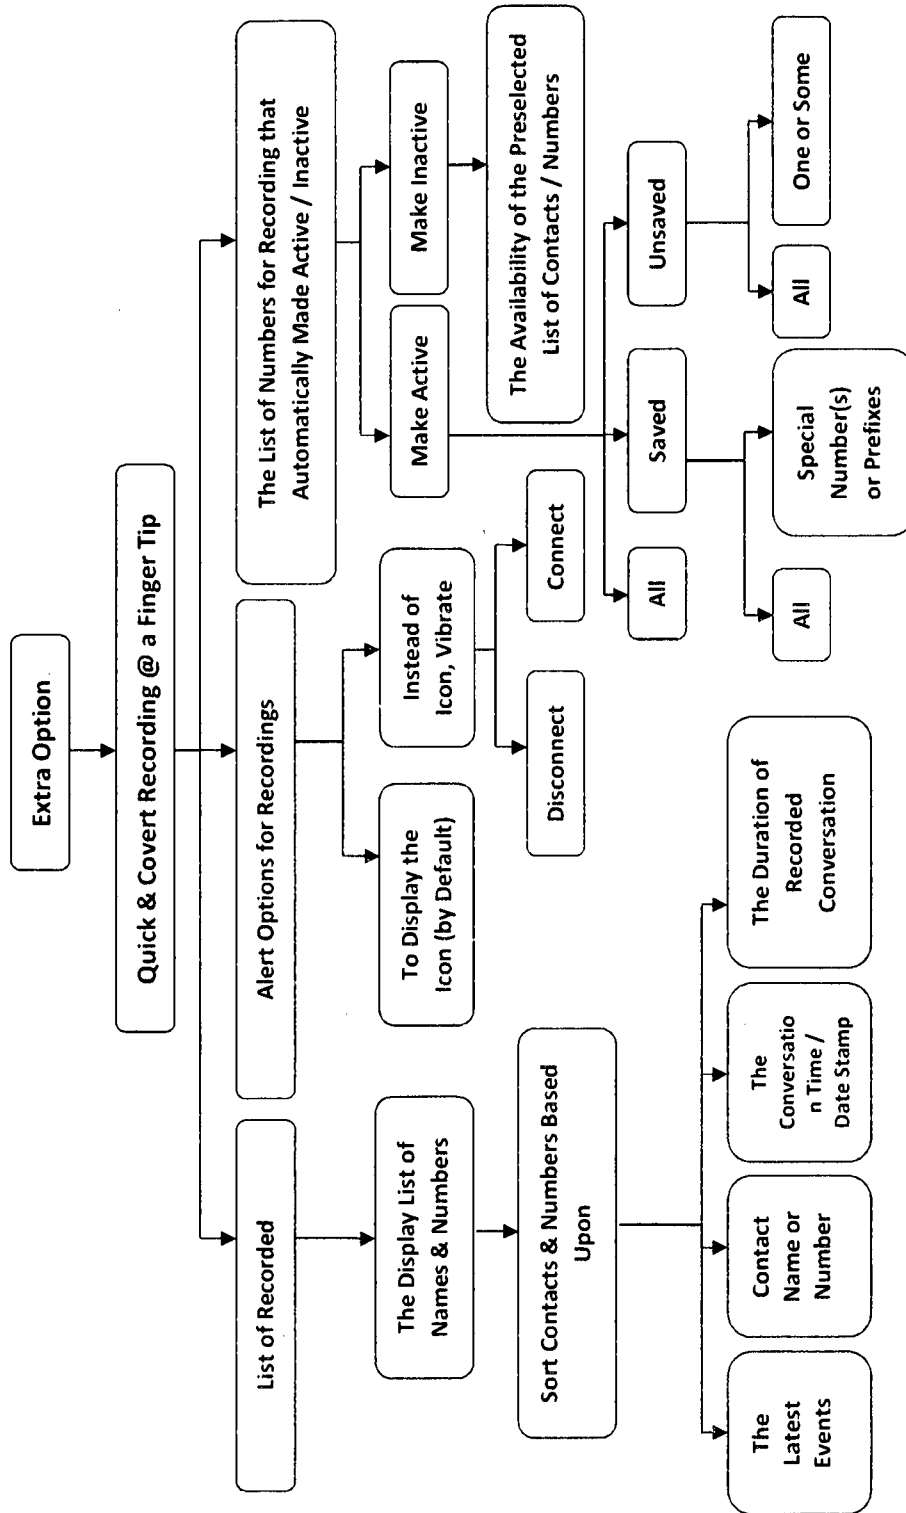 Extra Option
Quick & Covert Recording @ a Finger Tip
List of Recorded
Alert Options for Recordings
The List of Numbers for Recording that
Automatically Made Active / Inactive
The Display List of
Names & Numbers
To Display the
Icon (by Default)
Instead of
Icon, Vibrate
Make Active
Make Inactive
Sort Contacts & Numbers Based
Upon
Disconnect
Connect
The Availability of the Preselected
List of Contacts / Numbers
All
Saved
Unsaved
The
Latest
Events
Contact
Name or
Number
The
Conversatio
n Time /
Date Stamp
The Duration of
Recorded
Conversation
All
Special
Number(s)
or Prefixes
All
One or Some